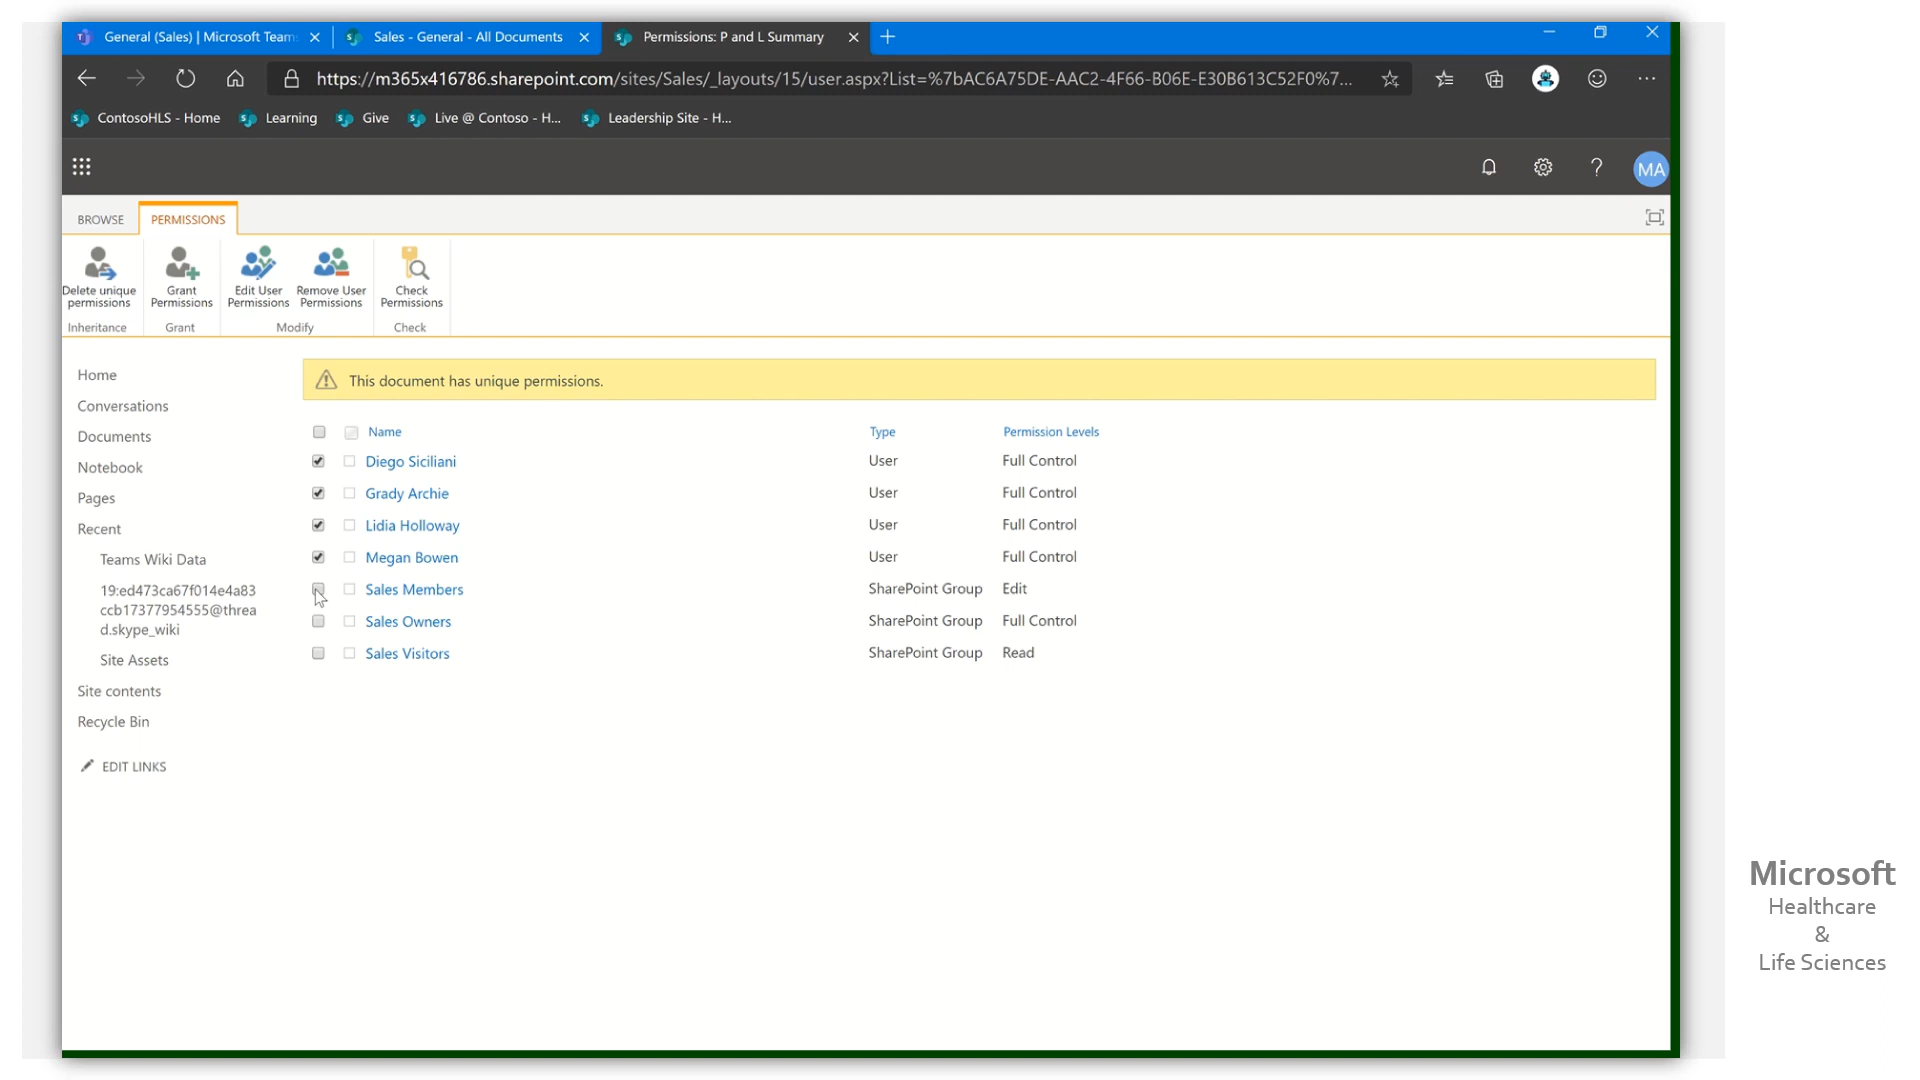 General (Sales) | Microsoft Team
Sales - General - All Documents
Permissions: P and L Summary
https://m365x416786.sharepoint.com/sites/Sales/_layouts/15/user.aspx?List=%7bAC6A75DE-AAC2-4F66-B06E-E30B613C52F0%7...
ContosoHLS - Home
Learning
Give
Live @ Contoso - H...
Leadership Site - H...
MA
BROWSE
PERMISSIONS
Delete unique permissions
Grant Permissions
Edit User Permissions
Remove User Permissions
Check Permissions
Inheritance
Grant
Modify
Check
Home
Conversations
Documents
Notebook
Pages
Recent
Teams Wiki Data
19:ed473ca67f014e4a83
ccb17377954555@threa
d.skype_wiki
Site Assets
Site contents
Recycle Bin
EDIT LINKS
This document has unique permissions.
Name Type Permission Levels
Diego Siciliani User Full Control
Grady Archie User Full Control
Lidia Holloway User Full Control
Megan Bowen User Full Control
Sales Members SharePoint Group Edit
Sales Owners SharePoint Group Full Control
Sales Visitors SharePoint Group Read
Microsoft
Healthcare
&
Life Sciences